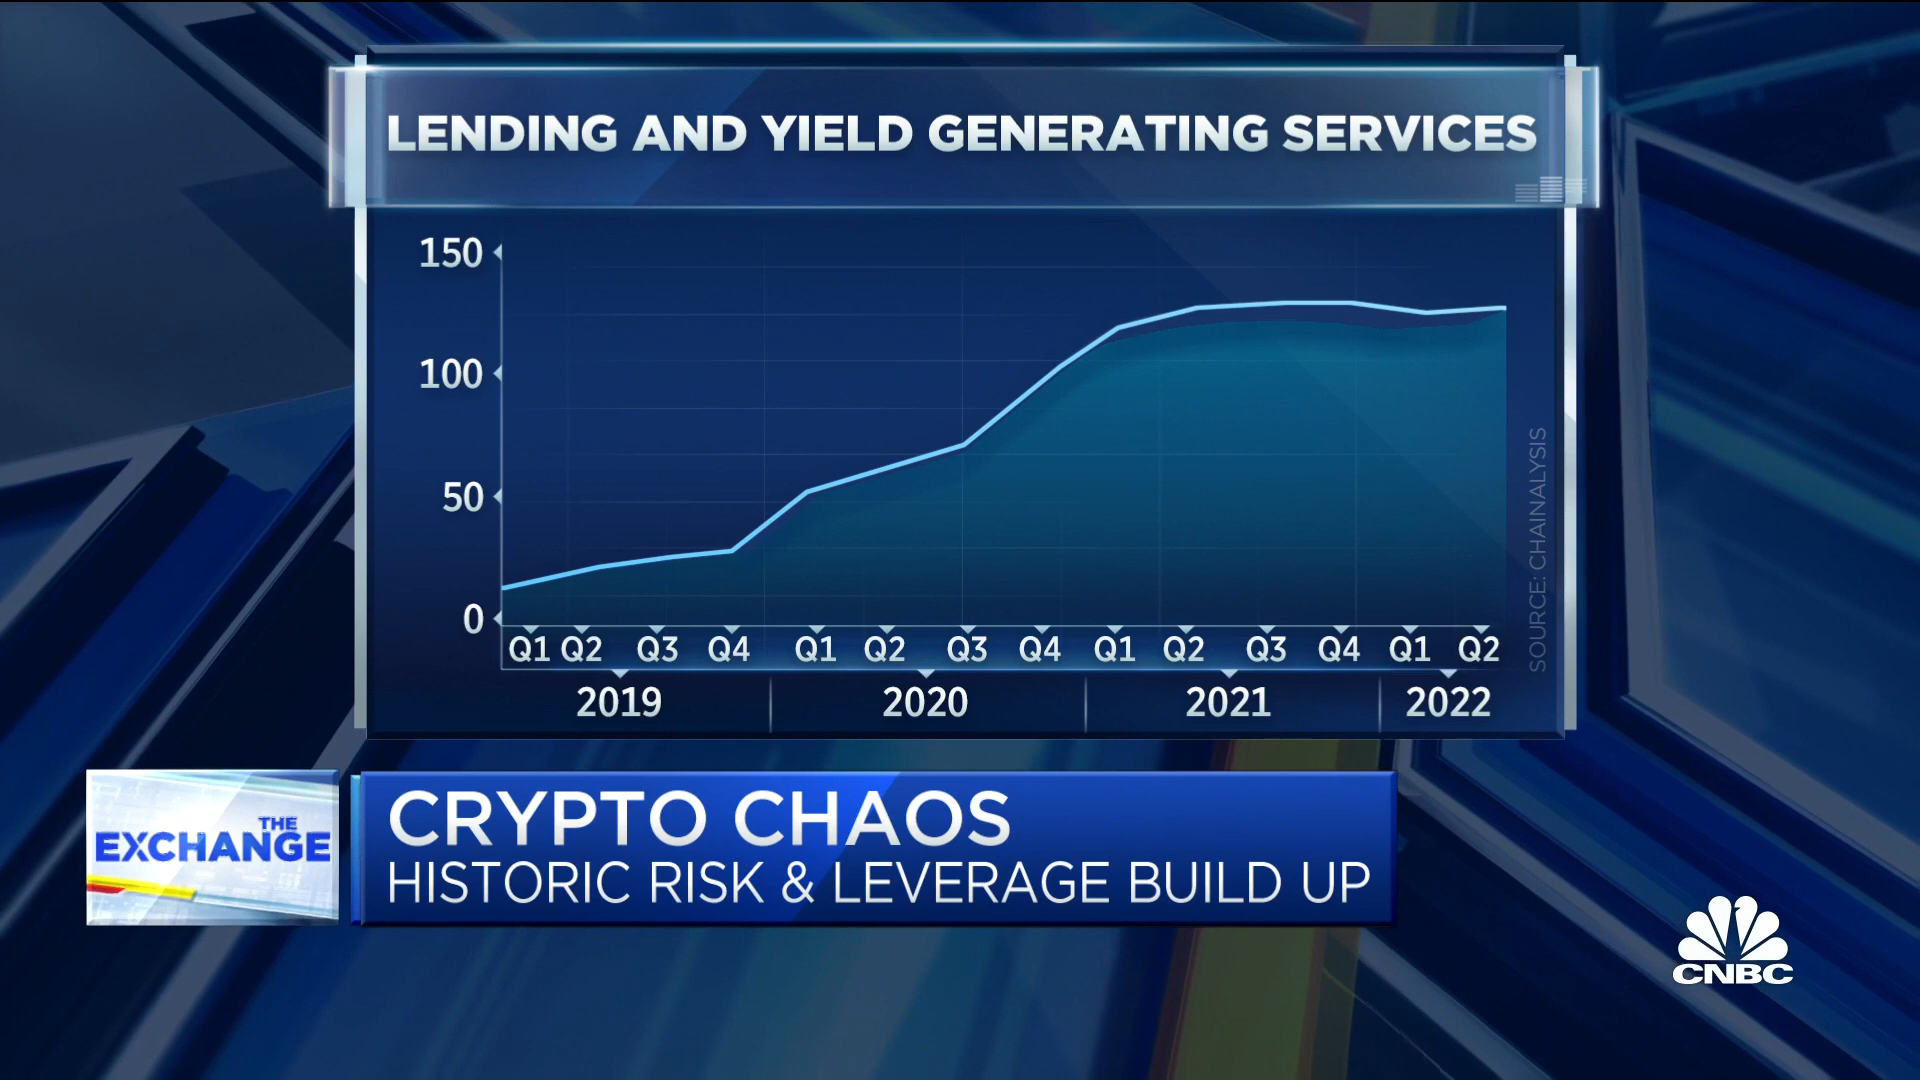 LENDING AND YIELD GENERATING SERVICES
150
100
50
0
Q1 Q2 Q3 Q4 Q1 Q2 Q3 Q4 Q1 Q2 Q3 Q4 Q1 Q2
2019 2020 2021 2022
SOURCE: CHAINALYSIS
THE
EXCHANGE
CRYPTO CHAOS
HISTORIC RISK & LEVERAGE BUILD UP
CNBC